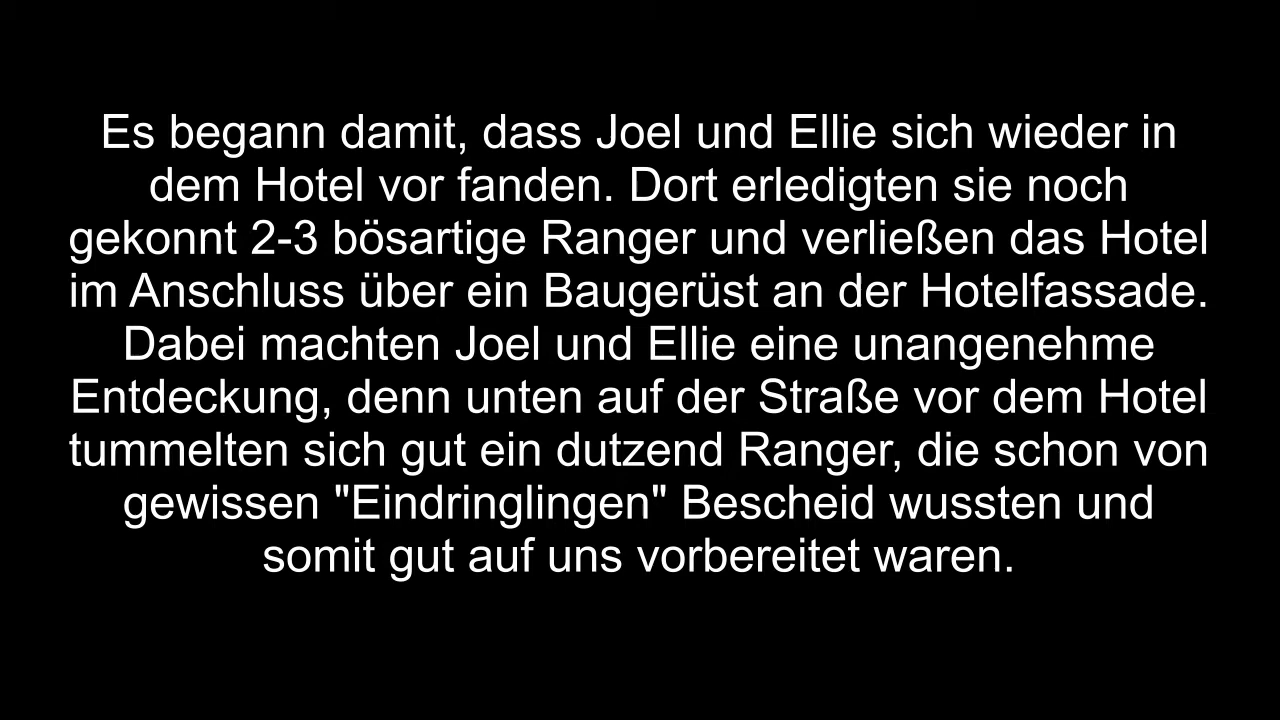 Es begann damit, dass Joel und Ellie sich wieder in
dem Hotel vor fanden. Dort erledigten sie noch
gekonnt 2-3 bösartige Ranger und verließen das Hotel
im Anschluss über ein Baugerüst an der Hotelfassade.
Dabei machten Joel und Ellie eine unangenehme
Entdeckung, denn unten auf der Straße vor dem Hotel
tummelten sich gut ein dutzend Ranger, die schon von
gewissen "Eindringlingen" Bescheid wussten und
somit gut auf uns vorbereitet waren.